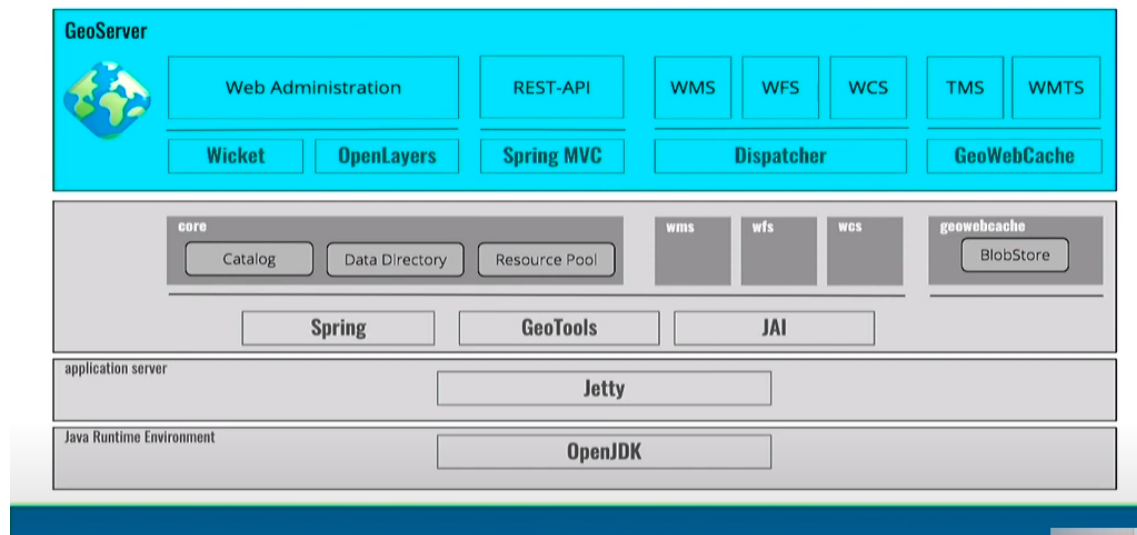 GeoServer
Web Administration
REST-API
WMS
WFS
WCS
TMS
WMTS
Wicket
OpenLayers
Spring MVC
Dispatcher
GeoWebCache
core
wms
wfs
wcs
geowebcache
Catalog
Data Directory
Resource Pool
BlobStore
Spring
GeoTools
JAI
application server
Jetty
Java Runtime Environment
OpenJDK